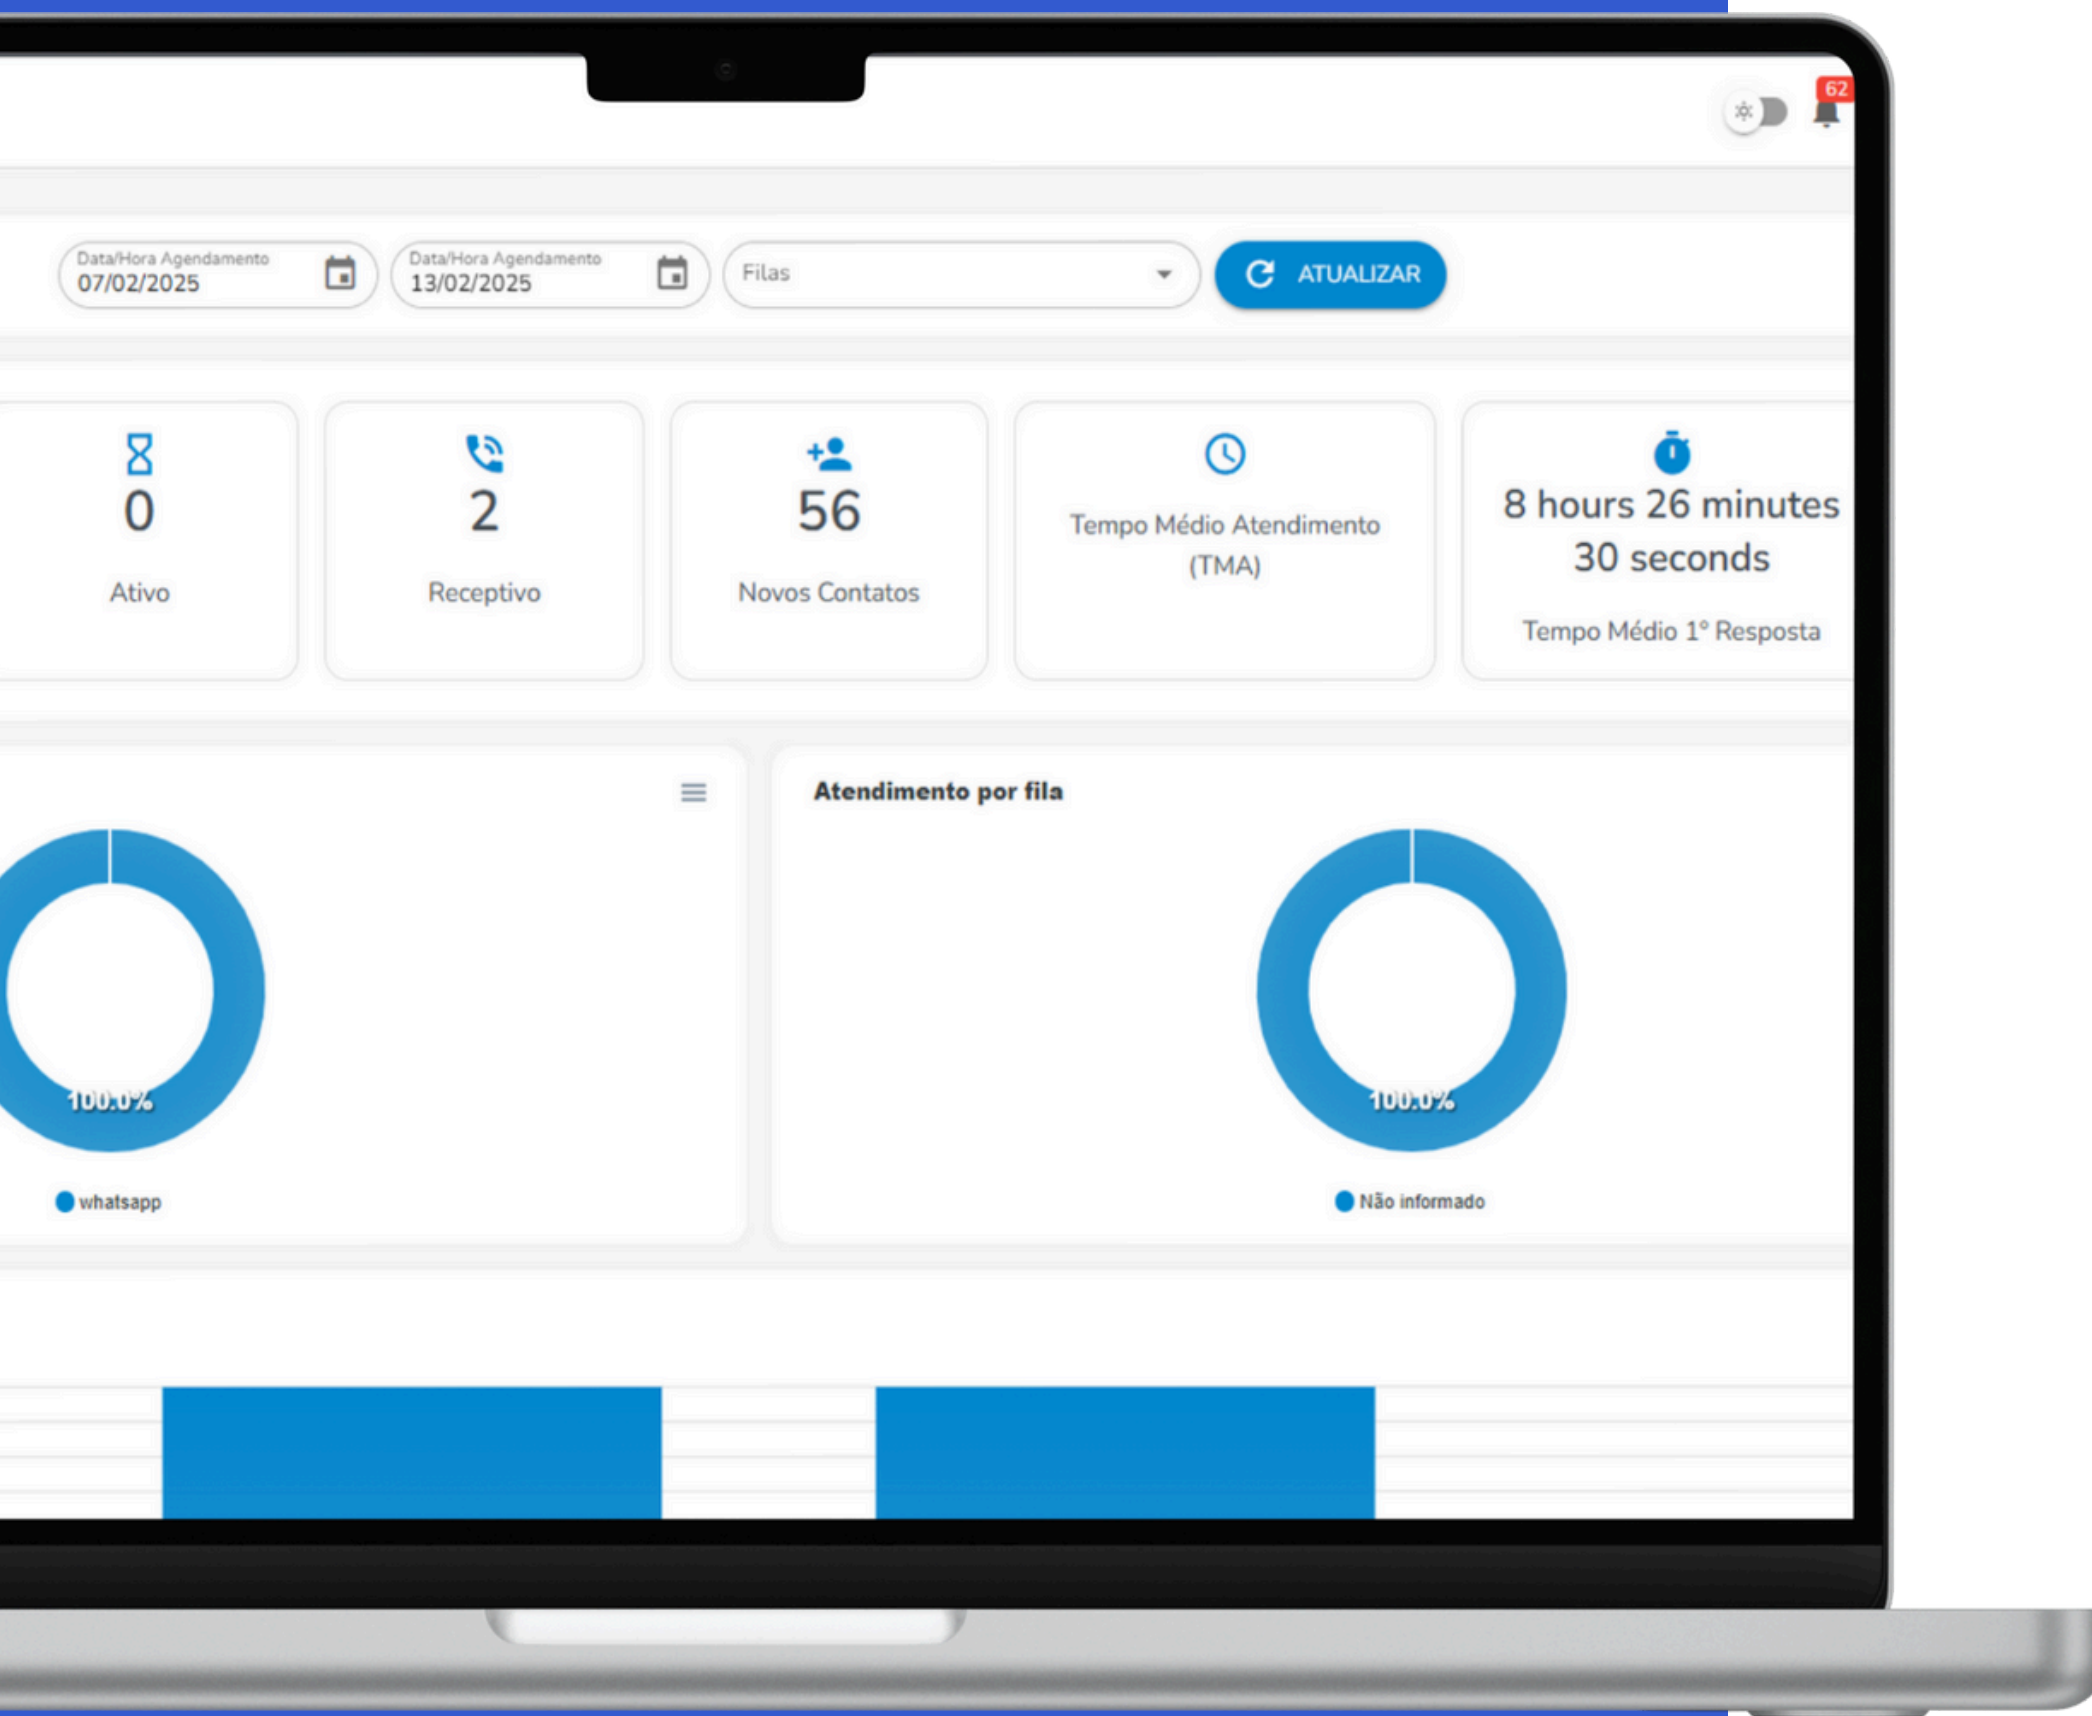 62
Data/Hora Agendamento
07/02/2025
Data/Hora Agendamento
13/02/2025
Filas
ATUALIZAR
0
Ativo
2
Receptivo
56
Novos Contatos
Tempo Médio Atendimento
(TMA)
8 hours 26 minutes
30 seconds
Tempo Médio 1º Resposta
100.0%
whatsapp
Atendimento por fila
100.0%
Não informado